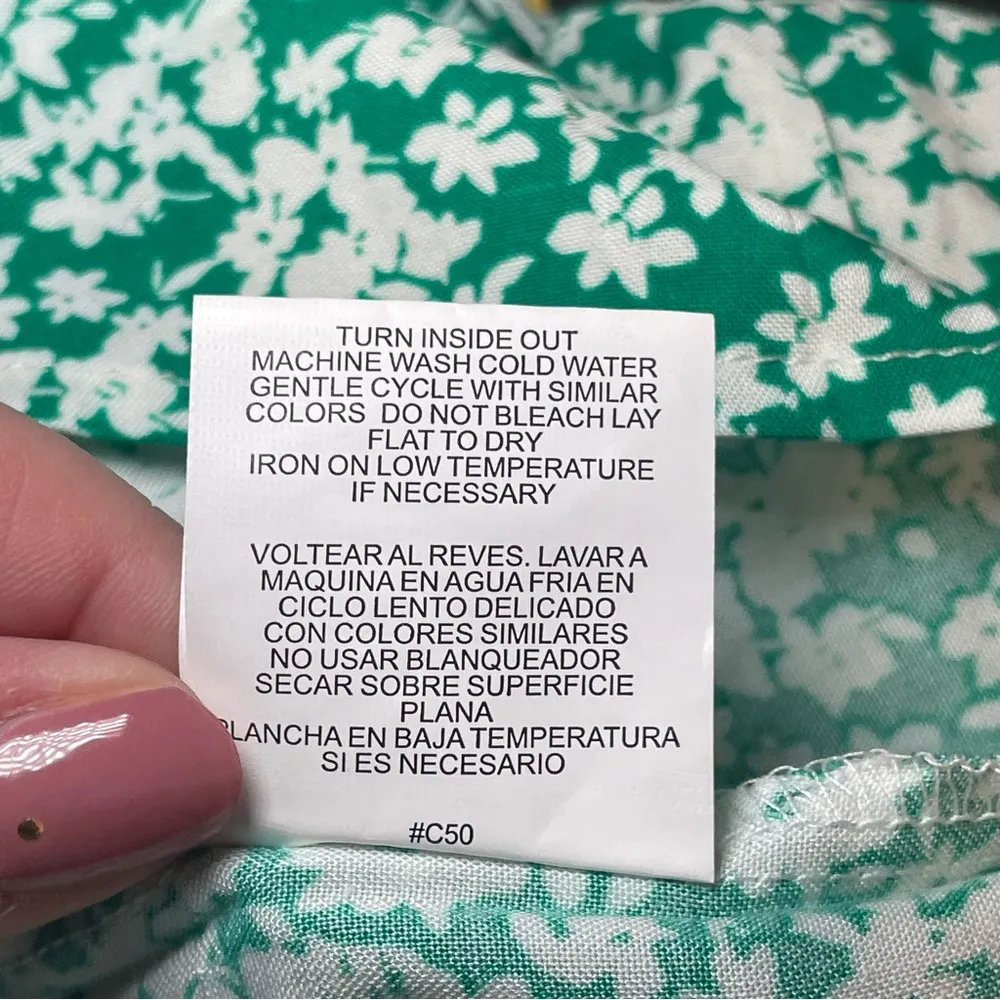 TURN INSIDE OUT
MACHINE WASH COLD WATER
GENTLE CYCLE WITH SIMILAR
COLORS DO NOT BLEACH LAY
FLAT TO DRY
IRON ON LOW TEMPERATURE
IF NECESSARY
VOLTEAR AL REVES. LAVAR A
MAQUINA EN AGUA FRIA EN
CICLO LENTO DELICADO
CON COLORES SIMILARES
NO USAR BLANQUEADOR
SECAR SOBRE SUPERFICIE
PLANA
PLANCHA EN BAJA TEMPERATURA
SI ES NECESARIO
#C50